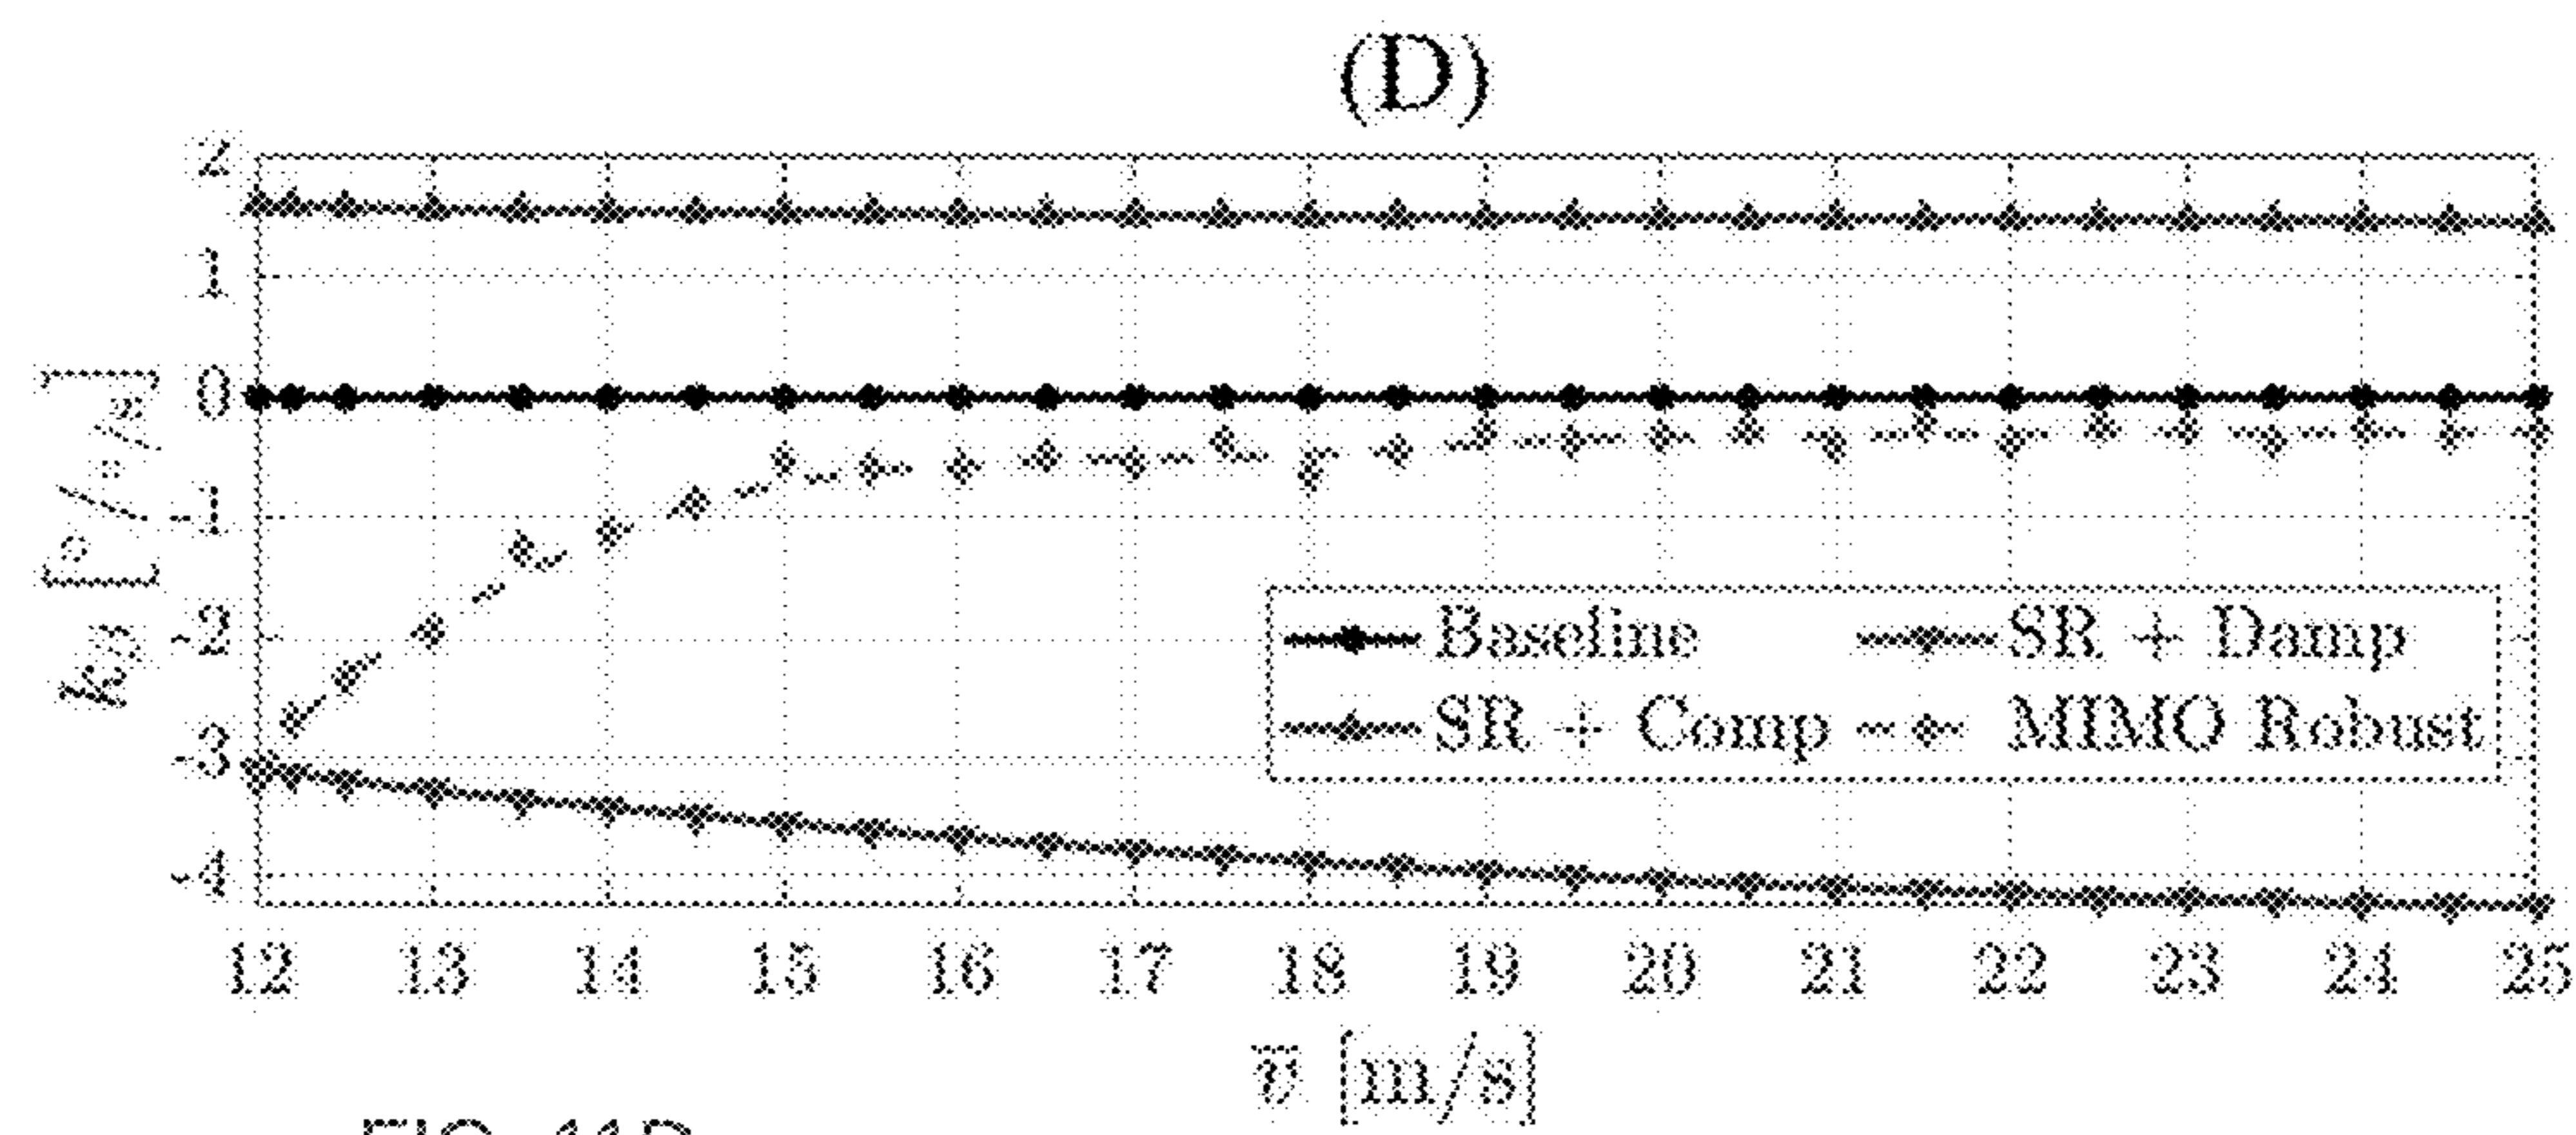 (D)
2
1
0
-1
-2
-3
-4
[°/°/s]
Baseline
SR + Damp
SR + Comp
MIMO Robust
12 13 14 15 16 17 18 19 20 21 22 23 24 25
v̅ [m/s]